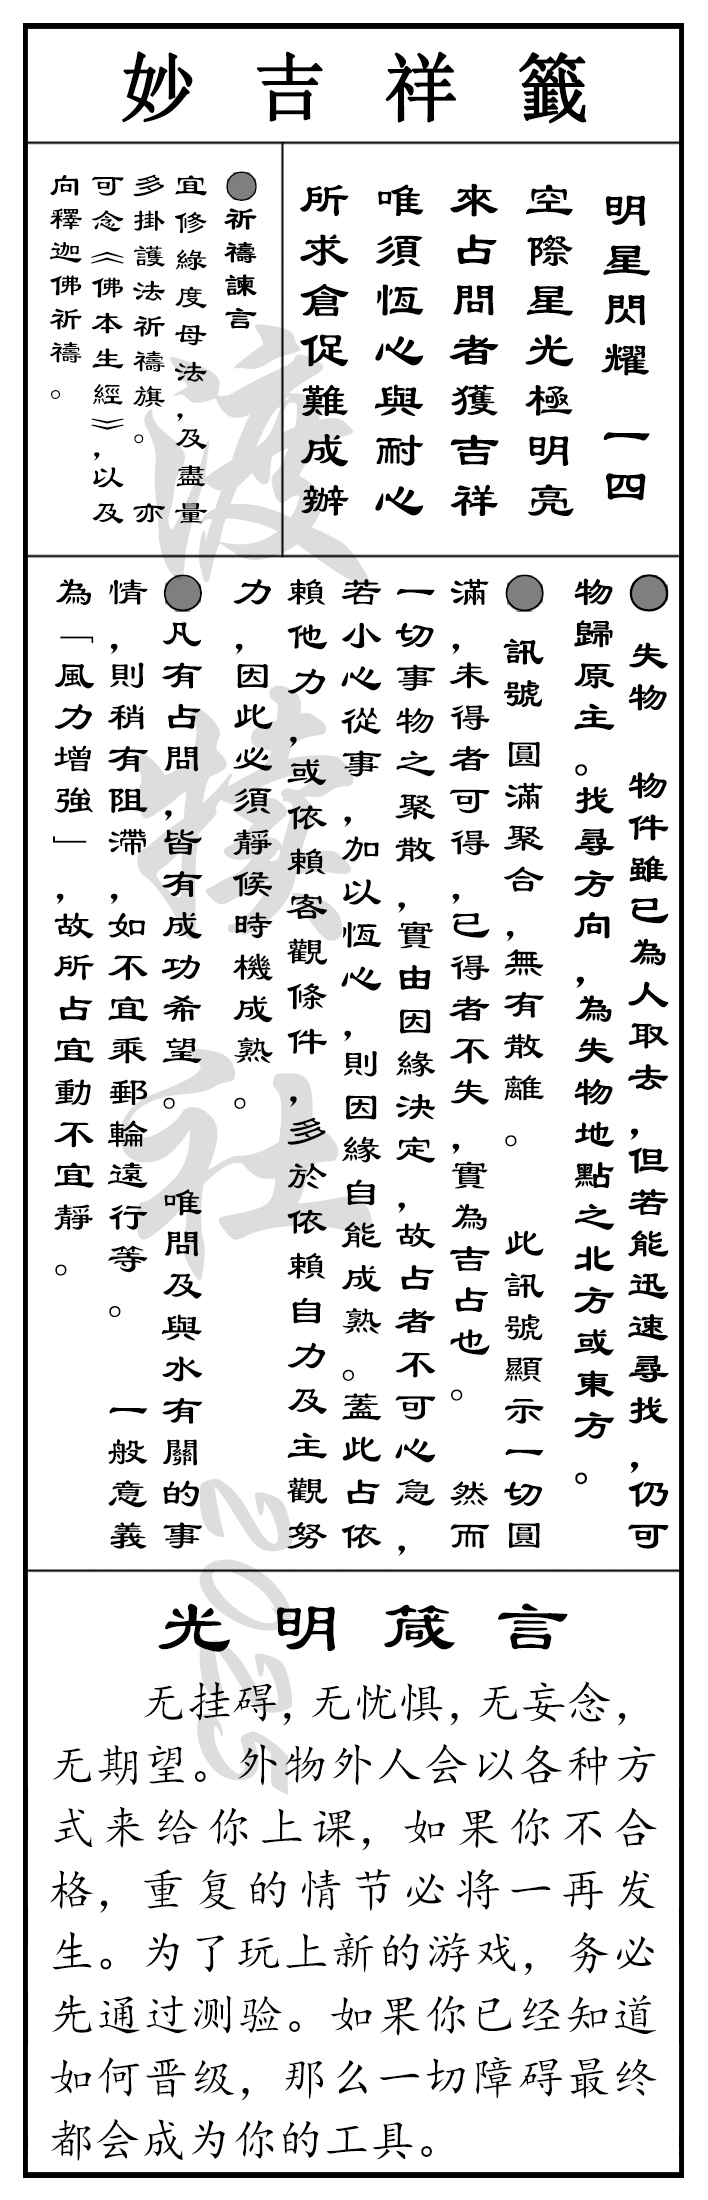 妙吉祥籤
明星閃耀 一四
空際星光極明亮
來占問者獲吉祥
唯須恆心與耐心
所求倉促難成辦
●祈禱諫言
宜修綠度母法，及盡量
多掛護法祈禱旗。亦
可念《佛本生經》，以及
向釋迦佛祈禱。
●失物 物件雖已為人取去，但若能迅速尋找，仍可
物歸原主。找尋方向，為失物地點之北方或東方。
●訊號 圓滿聚合，無有散離。 此訊號顯示一切圓
滿，未得者可得，已得者不失，實為吉占也。 然而
一切事物之聚散，實由因緣決定，故占者不可心急，
若小心從事，加以恆心，則因緣自能成熟。蓋此占依
賴他力，或依賴客觀條件，多於依賴自力及主觀努
力，因此必須靜候時機成熟。
●凡有占問，皆有成功希望。 唯問及與水有關的事
情，則稍有阻滯，如不宜乘郵輪遠行等。 一般意義
為「風力增強」，故所占宜動不宜靜。
光明箴言
无挂碍，无忧惧，无妄念，
无期望。外物外人会以各种方
式来给你上课，如果你不合
格，重复的情节必将一再发
生。为了玩上新的游戏，务必
先通过测验。如果你已经知道
如何晋级，那么一切障碍最终
都会成为你的工具。
渡犊社2025